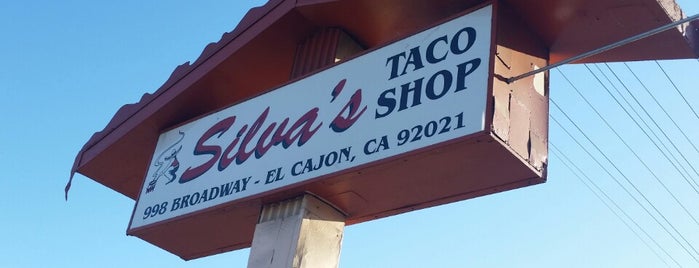 Silva's TACO SHOP
998 BROADWAY - EL CAJON, CA 92021